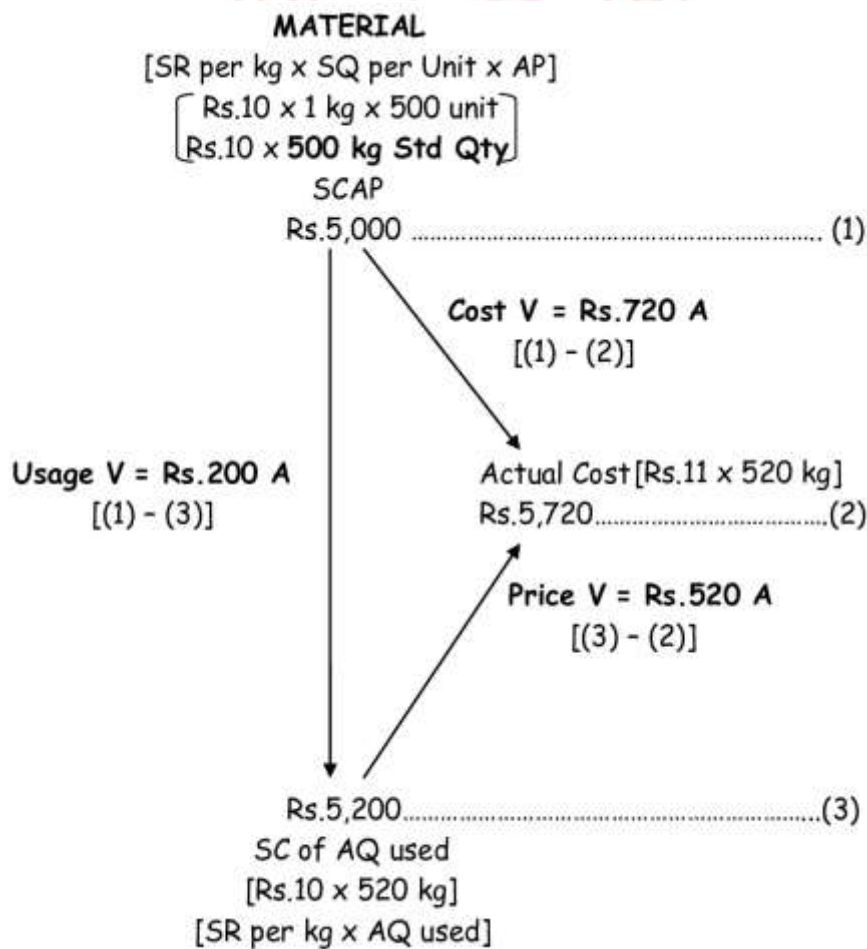 MATERIAL
[SR per kg x SQ per Unit x AP]
Rs.10 x 1 kg x 500 unit
Rs.10 x 500 kg Std Qty
SCAP
Rs.5,000 ........................................................ (1)
Cost V = Rs.720 A
[(1) – (2)]
Usage V = Rs.200 A
[(1) – (3)]
Actual Cost[Rs.11 x 520 kg]
Rs.5,720..............................(2)
Price V = Rs.520 A
[(3) – (2)]
Rs.5,200........................................................(3)
SC of AQ used
[Rs.10 x 520 kg]
[SR per kg x AQ used]